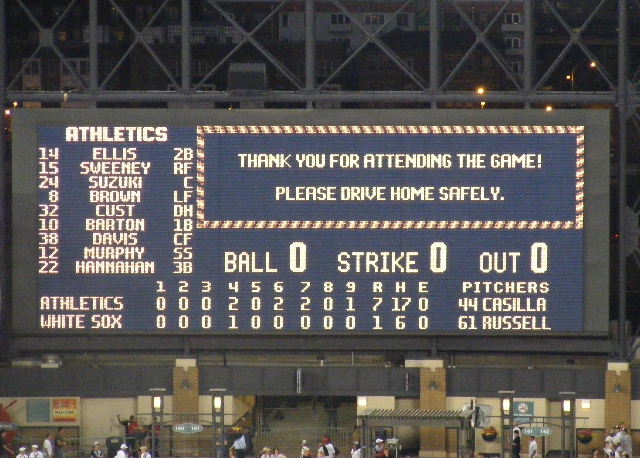 ATHLETICS
14 ELLIS 2B
15 SWEENEY RF
24 SUZUKI C
8 BROWN LF
32 CUST DH
10 BARTON 1B
38 DAVIS CF
12 MURPHY SS
22 HANNAHAN 3B
THANK YOU FOR ATTENDING THE GAME!
PLEASE DRIVE HOME SAFELY.
BALL 0 STRIKE 0 OUT 0
1 2 3 4 5 6 7 8 9 R H E PITCHERS
ATHLETICS 0 0 0 2 0 2 2 0 1 7 17 0 44 CASILLA
WHITE SOX 0 0 0 1 0 0 0 0 0 1 6 0 61 RUSSELL